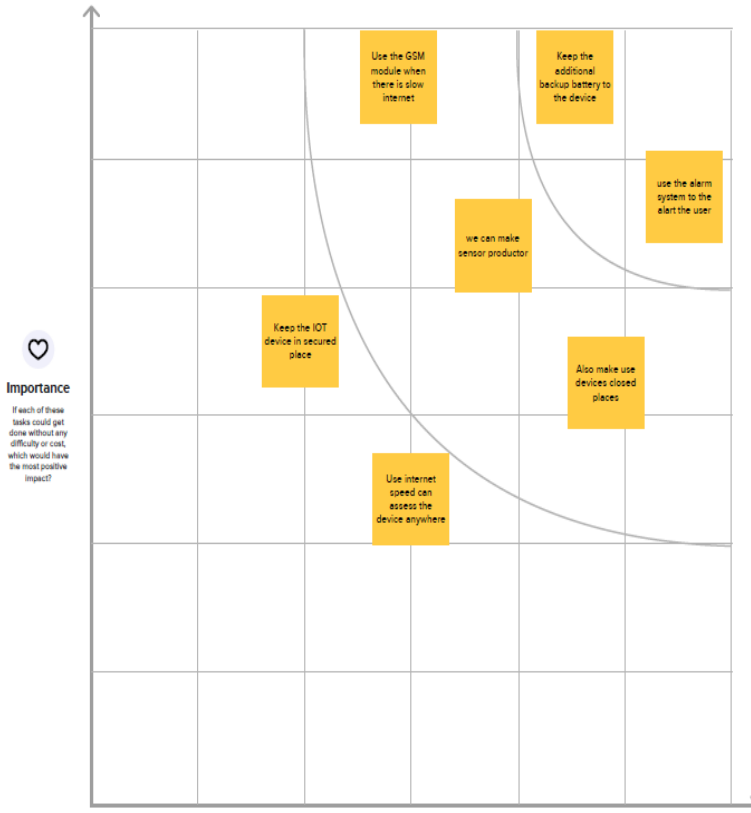 Use the GSM
module when
there is slow
internet
Keep the
additional
backup battery to
the device
use the alarm
system to the
alart the user
we can make
sensor productor
Keep the IOT
device in secured
place
Also make use
devices closed
places
Importance
If each of these
tasks could get
done without any
difficulty or cost,
which would have
the most positive
impact?
Use internet
speed can
assess the
device anywhere